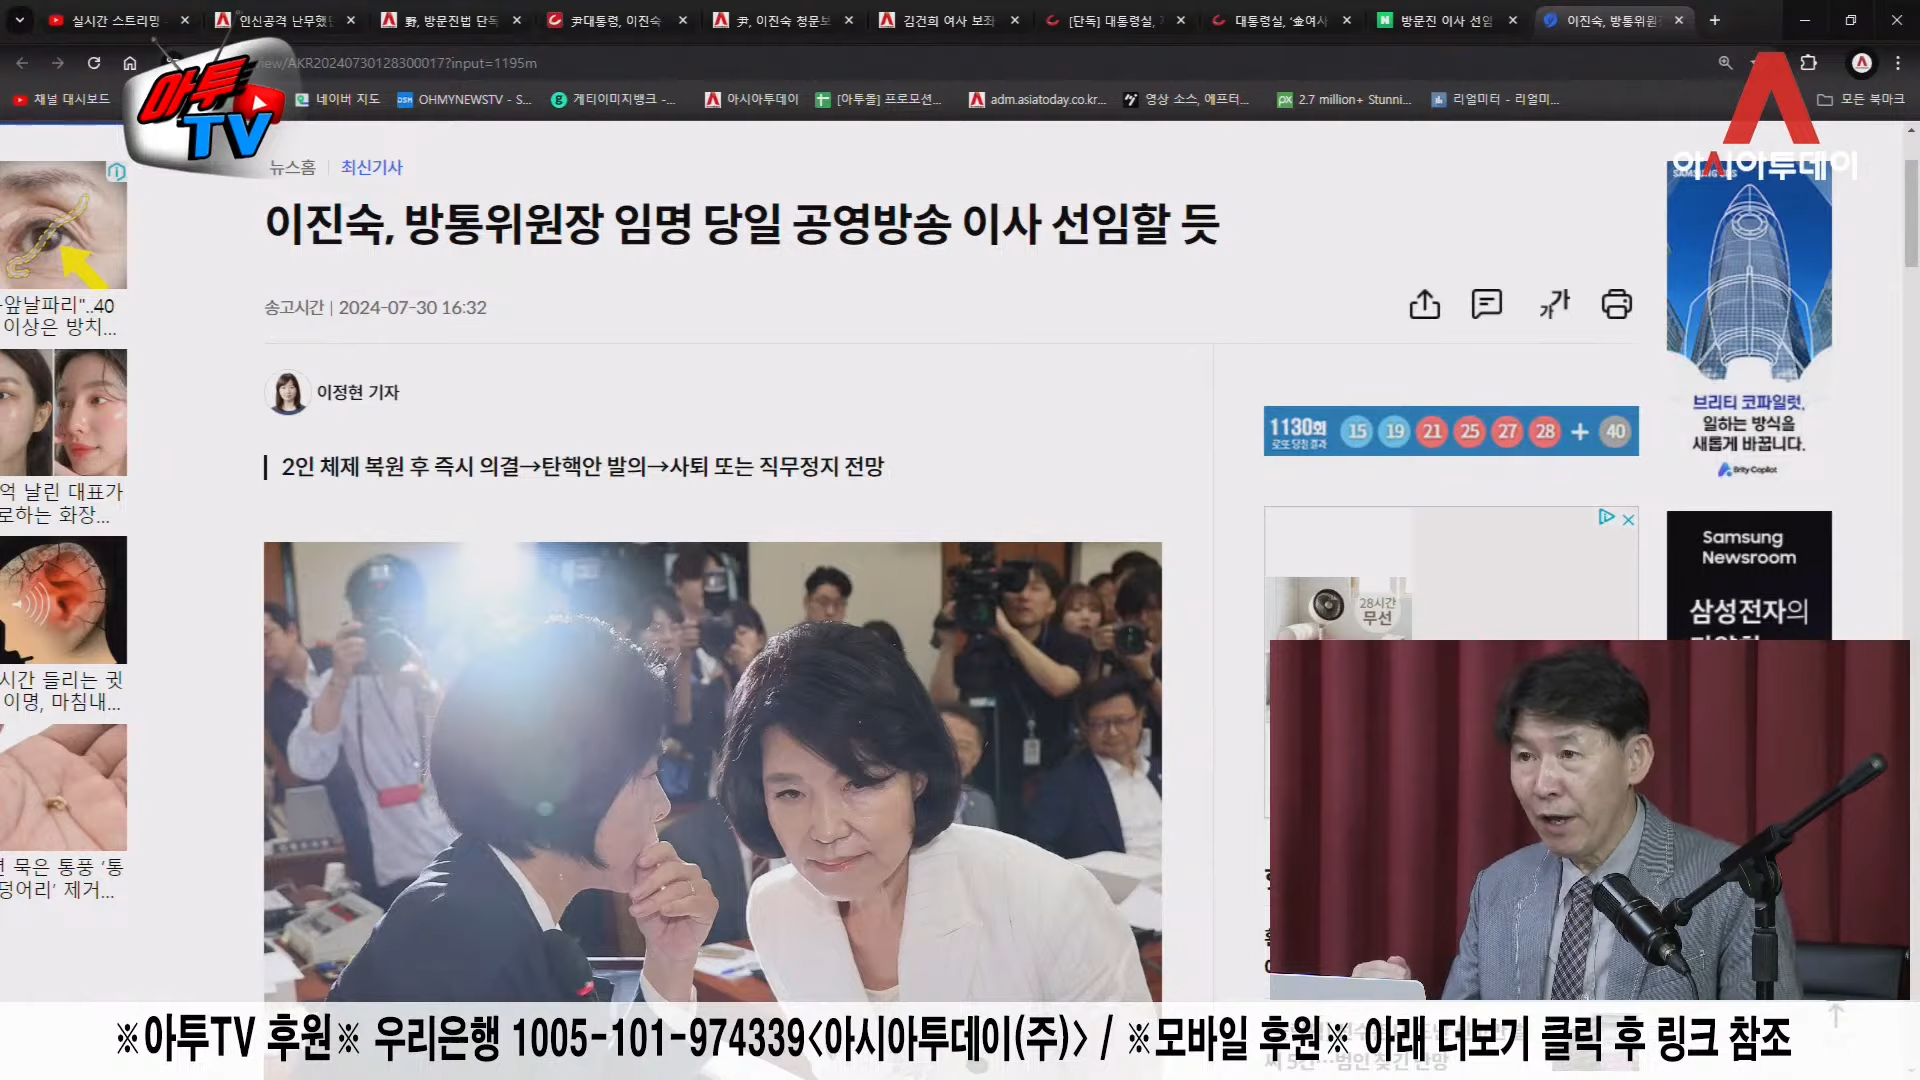 실시간 스트리밍
인신공격 난무했던
野, 방문진법 단독
尹대통령, 이진숙
尹, 이진숙 청문보
김건희 여사 보좌
[단독] 대통령실,
대통령실, '金여사
방문진 이사 선임
이진숙, 방통위원장
iew/AKR20240730128300017?input=1195m
채널 대시보드
네이버 지도
OHMYNEWSTV - S...
게티이미지뱅크 -...
아시아투데이
[아투몰] 프로모션...
adm.asiatoday.co.kr...
영상 소스, 에프터...
2.7 million+ Stunni...
리얼미터 - 리얼미...
모든 북마크
아투
TV
아시아투데이
뉴스홈 | 최신기사
이진숙, 방통위원장 임명 당일 공영방송 이사 선임할 듯
송고시간 | 2024-07-30 16:32
가 가
이정현 기자
2인 체제 복원 후 즉시 의결→탄핵안 발의→사퇴 또는 직무정지 전망
앞날파리"..40
이상은 방치...
억 날린 대표가
로하는 화장...
시간 들리는 귓
이명, 마침내...
묵은 통풍 '통
덩어리' 제거...
1130회
로또 당첨결과
15 19 21 25 27 28 + 40
28시간
무선
브리티 코파일럿,
일하는 방식을
새롭게 바꿉니다.
Brity Copilot
Samsung
Newsroom
삼성전자의
※아투TV 후원※ 우리은행 1005-101-974339<아시아투데이(주)> / ※모바일 후원※ 아래 더보기 클릭 후 링크 참조